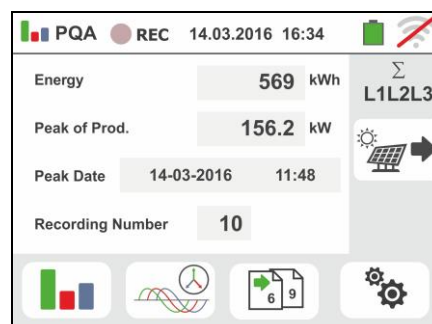 PQA REC 14.03.2016 16:34
Energy 569 kWh
Σ
L1L2L3
Peak of Prod. 156.2 kW
Peak Date 14-03-2016 11:48
Recording Number 10
6 9